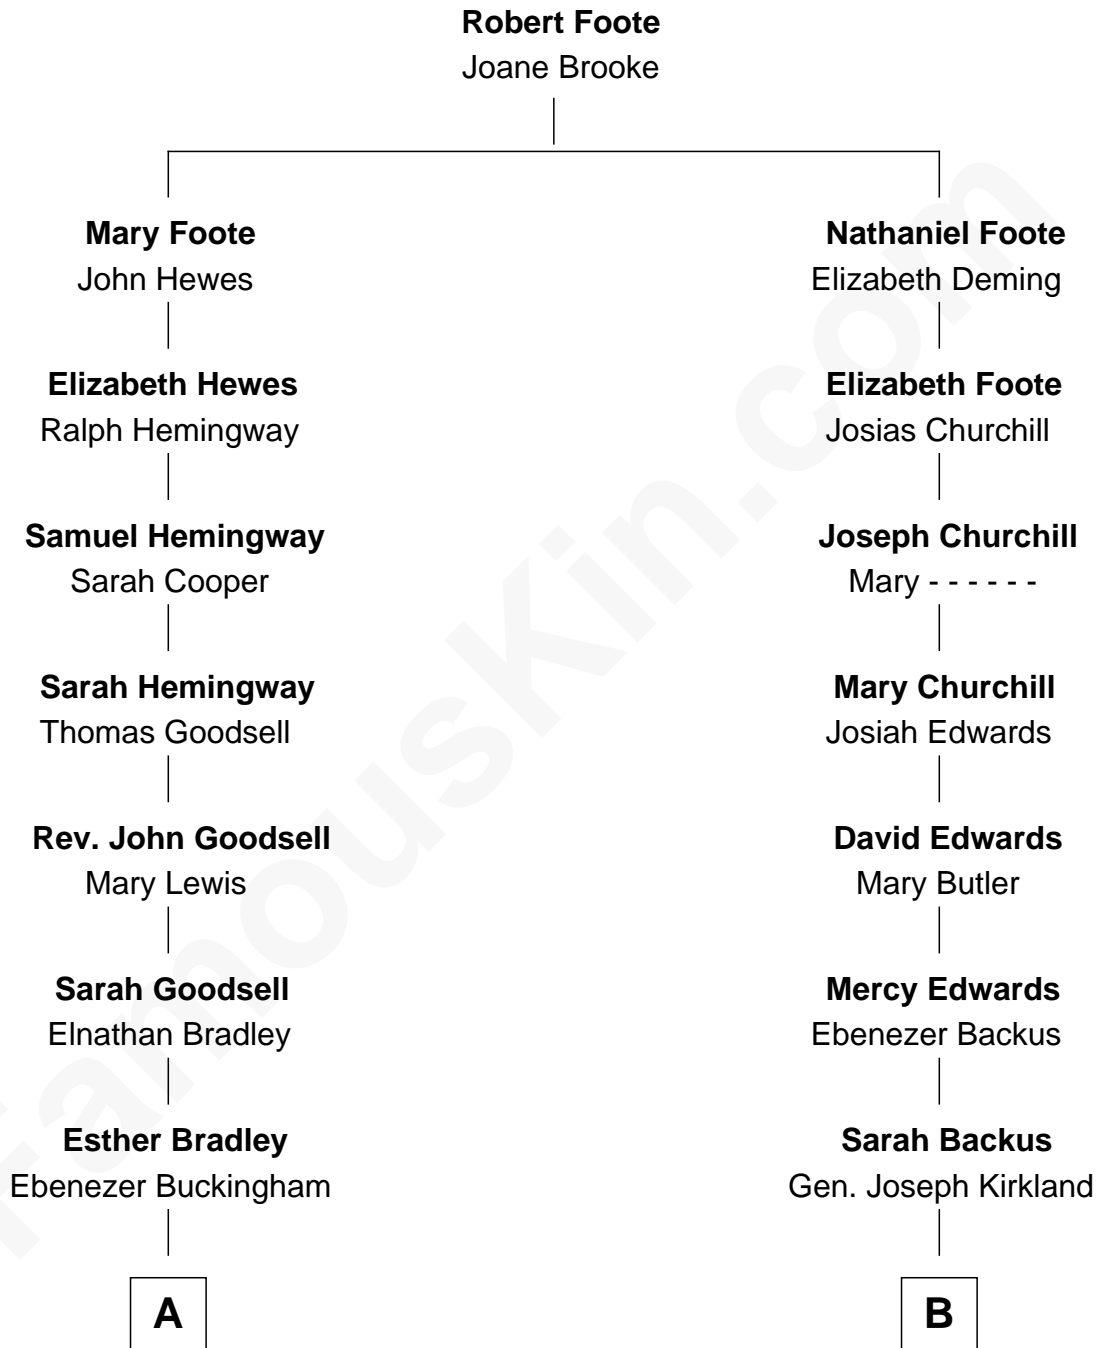 Robert Foote
Joane Brooke
Mary Foote
John Hewes
Nathaniel Foote
Elizabeth Deming
Elizabeth Hewes
Ralph Hemingway
Elizabeth Foote
Josias Churchill
Samuel Hemingway
Sarah Cooper
Joseph Churchill
Mary - - - - - -
Sarah Hemingway
Thomas Goodsell
Mary Churchill
Josiah Edwards
Rev. John Goodsell
Mary Lewis
David Edwards
Mary Butler
Sarah Goodsell
Elnathan Bradley
Mercy Edwards
Ebenezer Backus
Esther Bradley
Ebenezer Buckingham
Sarah Backus
Gen. Joseph Kirkland
A
B
FamousKin.com